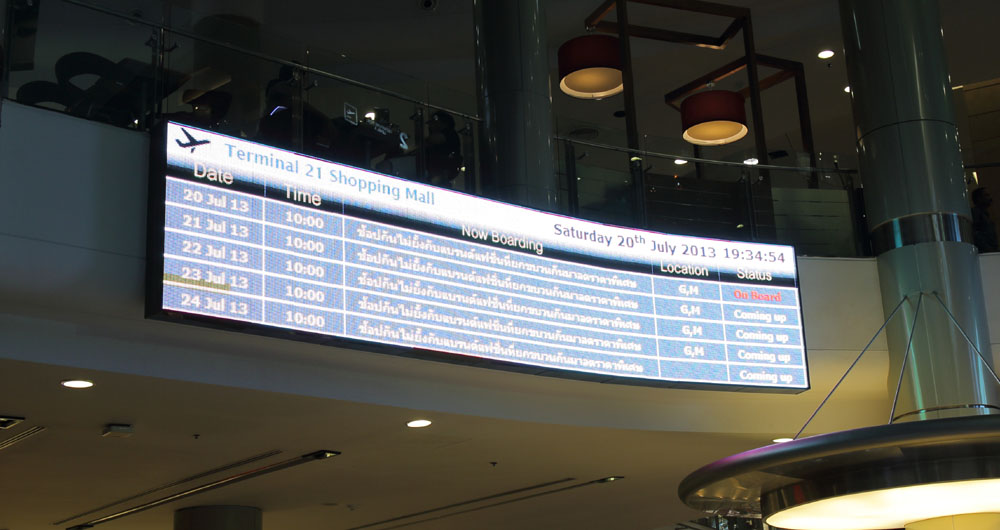 Terminal 21 Shopping Mall
Saturday 20th July 2013 19:34:54
Date Time Now Boarding Location Status
20 Jul 13 10:00 ช้อปกันไม่ยั้งกับแบรนด์แฟชั่นที่ยกขบวนกันมาลดราคาพิเศษ G,M On Board
21 Jul 13 10:00 ช้อปกันไม่ยั้งกับแบรนด์แฟชั่นที่ยกขบวนกันมาลดราคาพิเศษ G,M Coming up
22 Jul 13 10:00 ช้อปกันไม่ยั้งกับแบรนด์แฟชั่นที่ยกขบวนกันมาลดราคาพิเศษ G,M Coming up
23 Jul 13 10:00 ช้อปกันไม่ยั้งกับแบรนด์แฟชั่นที่ยกขบวนกันมาลดราคาพิเศษ G,M Coming up
24 Jul 13 10:00 ช้อปกันไม่ยั้งกับแบรนด์แฟชั่นที่ยกขบวนกันมาลดราคาพิเศษ Coming up